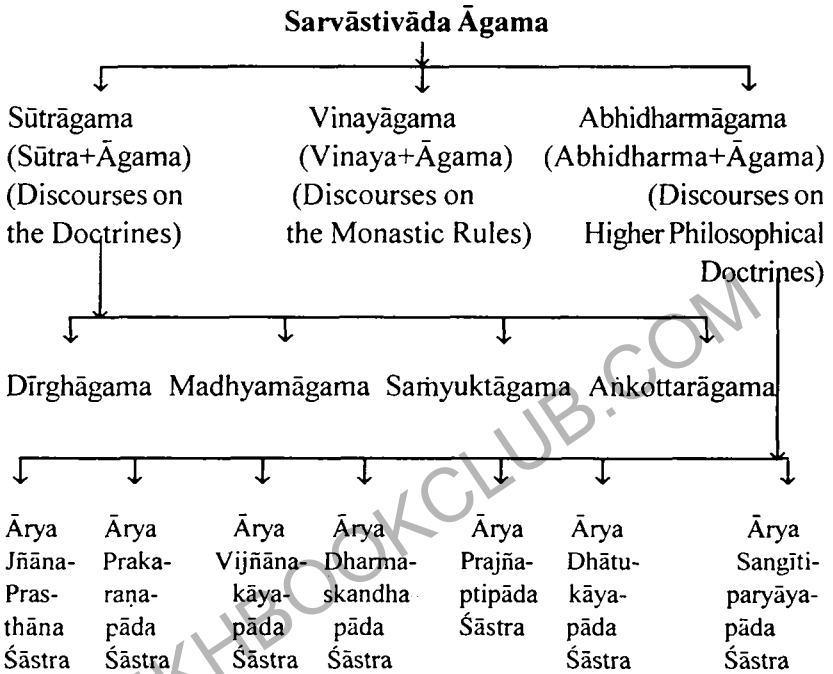 Sarvāstivāda Āgama
Sūtrāgama Vinayāgama Abhidharmāgama
(Sūtra+Āgama) (Vinaya+Āgama) (Abhidharma+Āgama)
(Discourses on (Discourses on (Discourses on
the Doctrines) the Monastic Rules) Higher Philosophical
Doctrines)
Dīrghāgama Madhyamāgama Saṁyuktāgama Aṅkottarāgama
Ārya Ārya Ārya Ārya Ārya Ārya Ārya
Jñāna- Praka- Vijñāna- Dharma- Prajña- Dhātu- Sangīti-
Pras- raṇa- kāya- skandha ptipāda kāya- paryāya-
thāna pāda pāda pāda Śāstra pāda pāda
Śāstra Śāstra Śāstra Śāstra Śāstra Śāstra
KHBOOKCLUB.COM